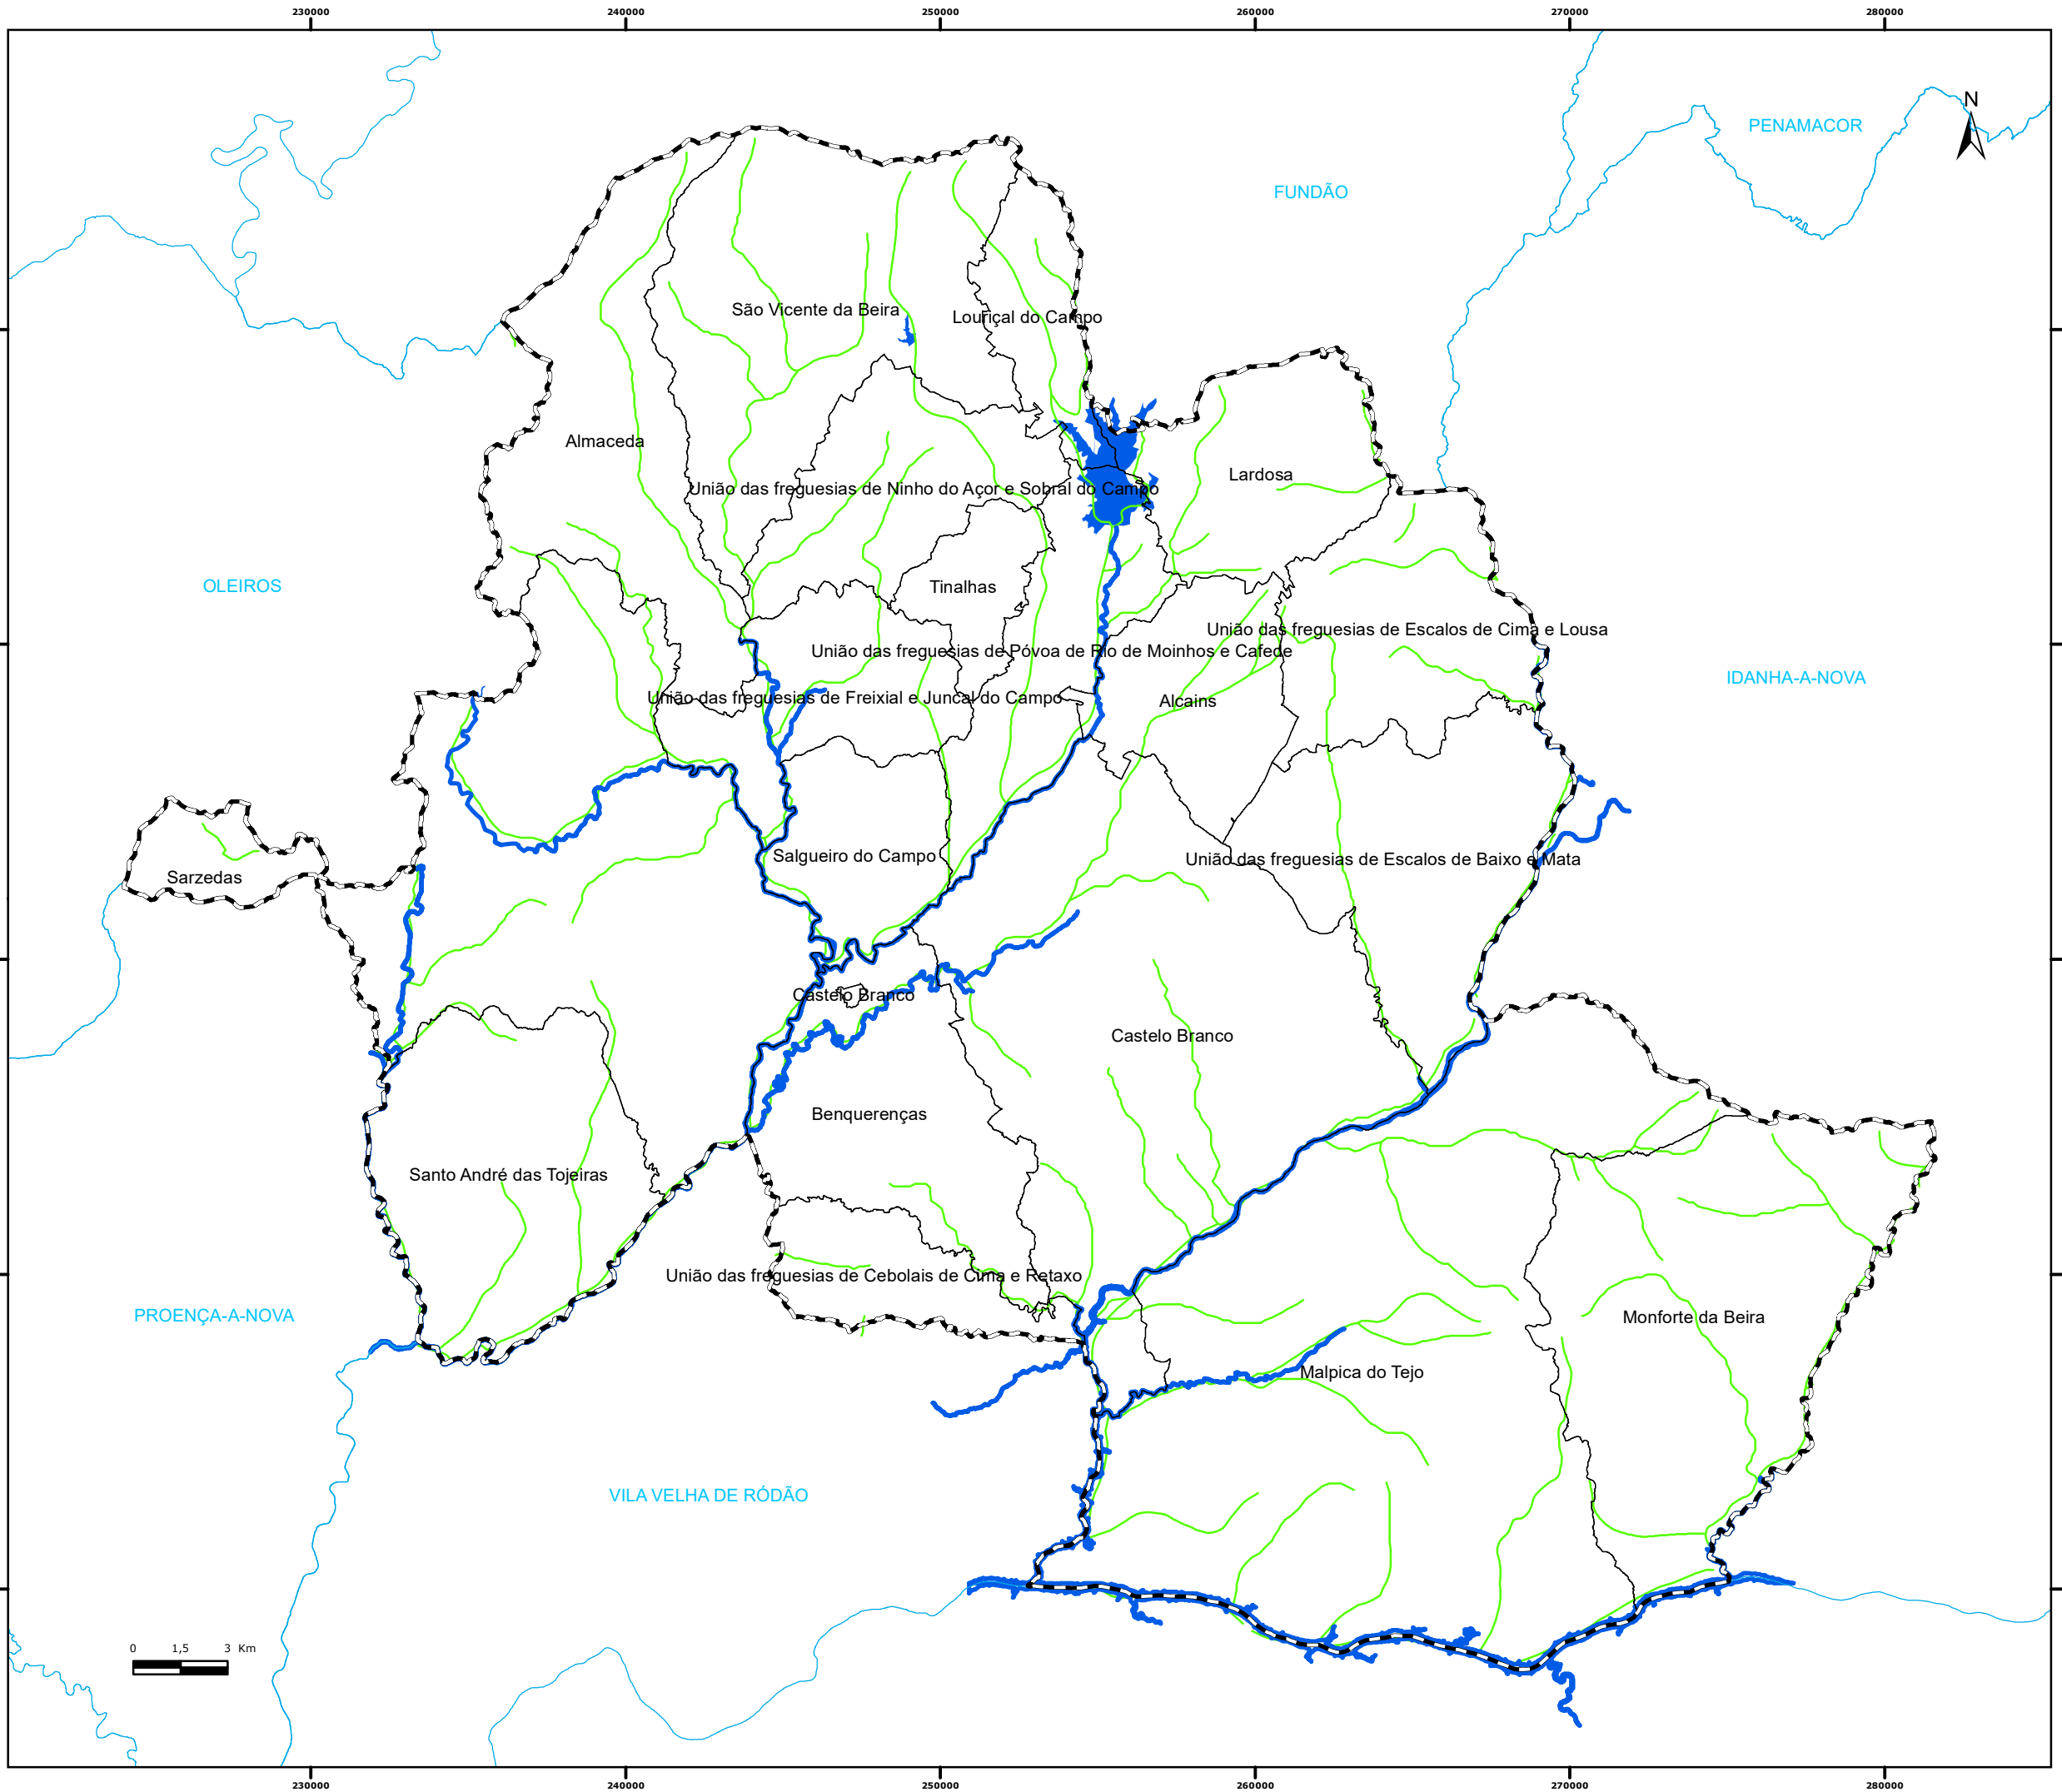 230000 240000 250000 260000 270000 280000
N
PENAMACOR
FUNDÃO
São Vicente da Beira
Louriçal do Campo
Almaceda
Lardosa
União das freguesias de Ninho do Açor e Sobral do Campo
OLEIROS
Tinalhas
União das freguesias de Escalos de Cima e Lousa
União das freguesias de Póvoa de Rio de Moinhos e Cafede
IDANHA-A-NOVA
União das freguesias de Freixial e Juncal do Campo
Alcains
Salgueiro do Campo
União das freguesias de Escalos de Baixo e Mata
Sarzedas
Castelo Branco
Castelo Branco
Benquerenças
Santo André das Tojeiras
União das freguesias de Cebolais de Cima e Retaxo
PROENÇA-A-NOVA
Monforte da Beira
Malpica do Tejo
VILA VELHA DE RÓDÃO
0 1,5 3 Km
230000 240000 250000 260000 270000 280000